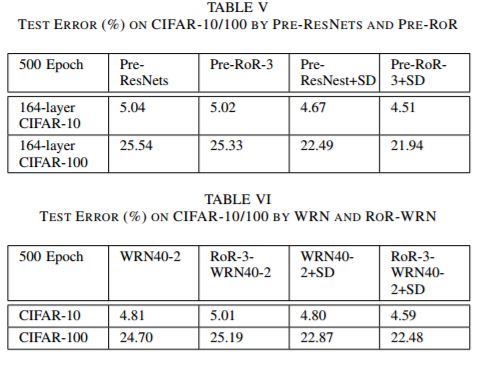 TABLE V
TEST ERROR (%) ON CIFAR-10/100 BY PRE-RESNETS AND PRE-ROR
500 Epoch Pre-ResNets Pre-RoR-3 Pre-ResNest+SD Pre-RoR-3+SD
164-layer CIFAR-10 5.04 5.02 4.67 4.51
164-layer CIFAR-100 25.54 25.33 22.49 21.94
TABLE VI
TEST ERROR (%) ON CIFAR-10/100 BY WRN AND ROR-WRN
500 Epoch WRN40-2 RoR-3-WRN40-2 WRN40-2+SD RoR-3-WRN40-2+SD
CIFAR-10 4.81 5.01 4.80 4.59
CIFAR-100 24.70 25.19 22.87 22.48